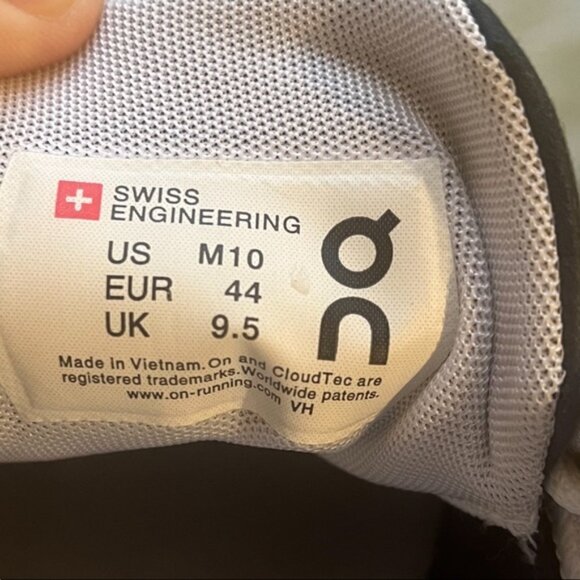 SWISS
ENGINEERING
US M10
EUR 44
UK 9.5
On
Made in Vietnam. On and CloudTec are
registered trademarks. Worldwide patents.
www.on-running.com VH